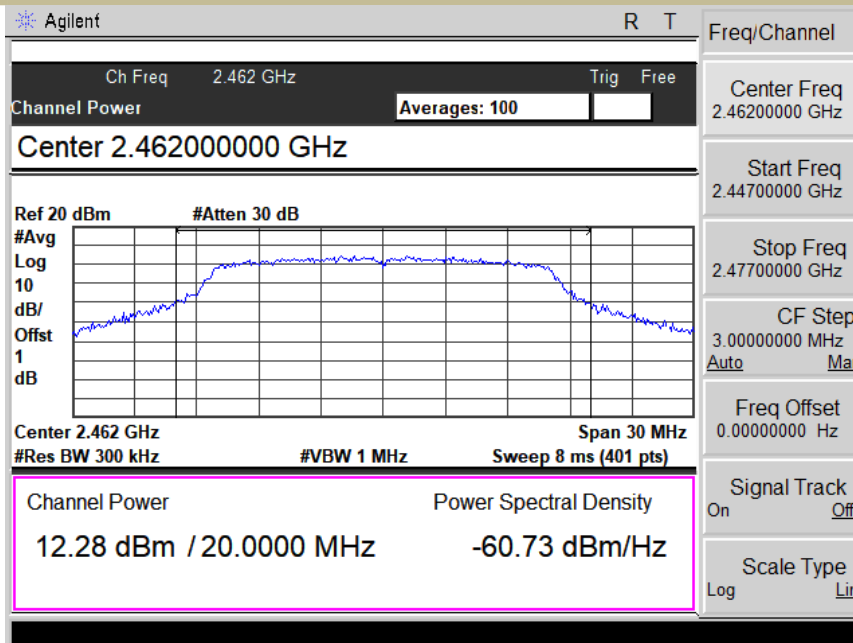 Agilent R T
Freq/Channel
Ch Freq 2.462 GHz Trig Free
Channel Power Averages: 100
Center 2.462000000 GHz
Center Freq
2.46200000 GHz
Start Freq
2.44700000 GHz
Stop Freq
2.47700000 GHz
CF Step
3.00000000 MHz
Auto Ma
Freq Offset
0.00000000 Hz
Signal Track
On Off
Scale Type
Log Lin
Ref 20 dBm #Atten 30 dB
#Avg
Log
10
dB/
Offst
1
dB
Center 2.462 GHz Span 30 MHz
#Res BW 300 kHz #VBW 1 MHz Sweep 8 ms (401 pts)
Channel Power Power Spectral Density
12.28 dBm / 20.0000 MHz -60.73 dBm/Hz